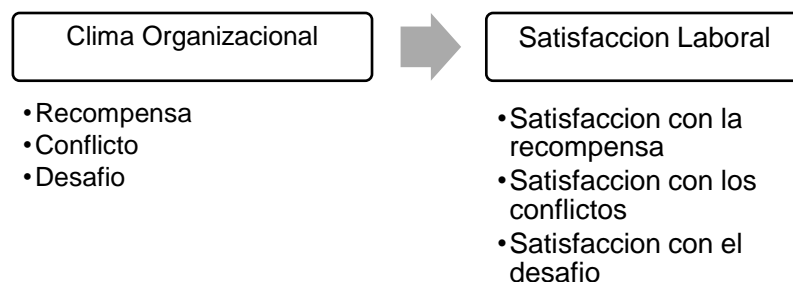 Clima Organizacional
•Recompensa
•Conflicto
•Desafio
Satisfaccion Laboral
•Satisfaccion con la
recompensa
•Satisfaccion con los
conflictos
•Satisfaccion con el
desafio